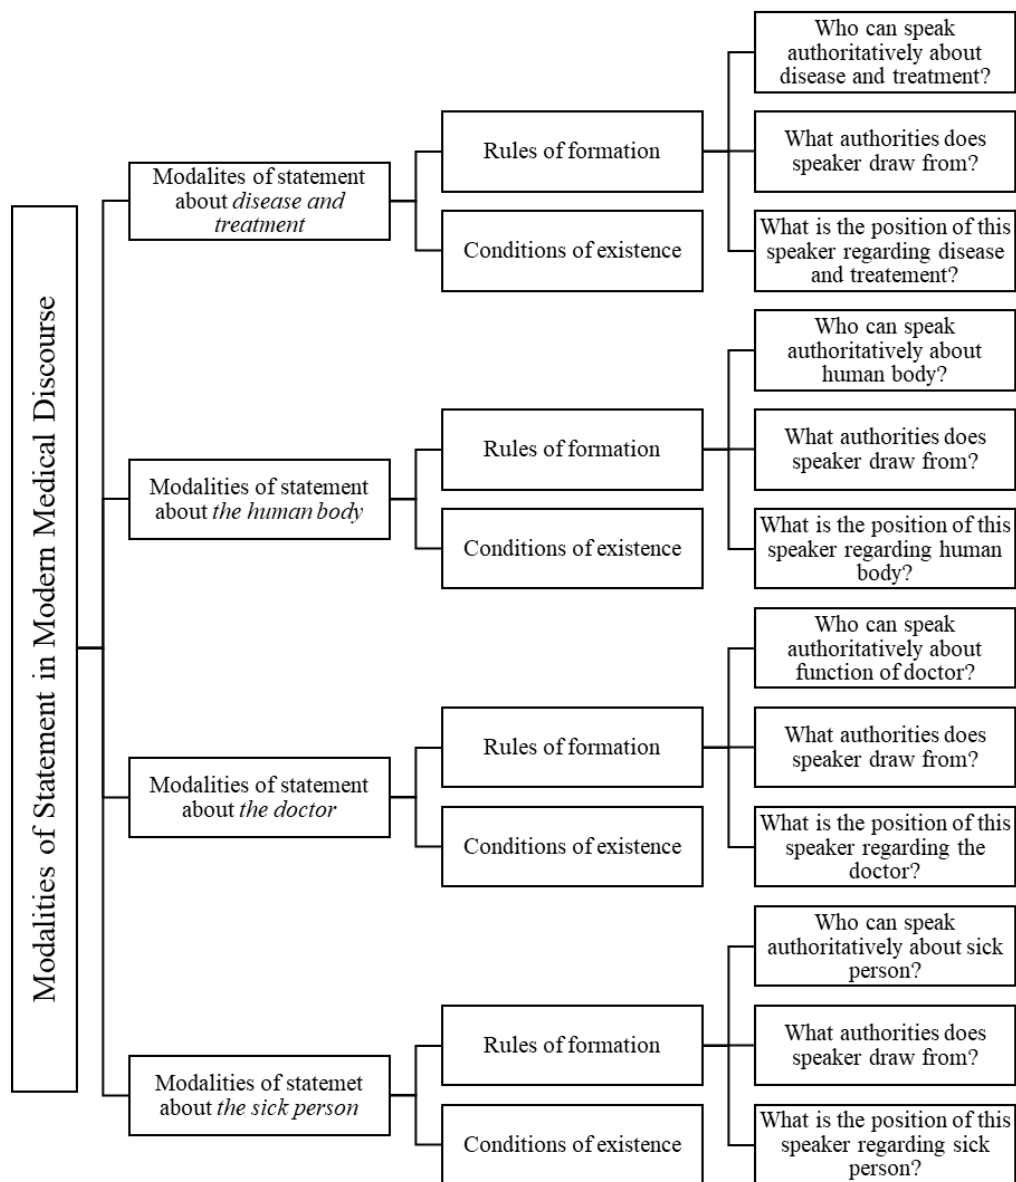 Modalities of Statement in Modern Medical Discourse
Modalites of statement
about disease and
treatment
Rules of formation
Conditions of existence
Who can speak
authoritatively about
disease and treatment?
What authorities does
speaker draw from?
What is the position of this
speaker regarding disease
and treatement?
Modalities of statement
about the human body
Rules of formation
Conditions of existence
Who can speak
authoritatively about
human body?
What authorities does
speaker draw from?
What is the position of this
speaker regarding human
body?
Modalities of statement
about the doctor
Rules of formation
Conditions of existence
Who can speak
authoritatively about
function of doctor?
What authorities does
speaker draw from?
What is the position of this
speaker regarding the
doctor?
Modalities of statemet
about the sick person
Rules of formation
Conditions of existence
Who can speak
authoritatively about sick
person?
What authorities does
speaker draw from?
What is the position of this
speaker regarding sick
person?